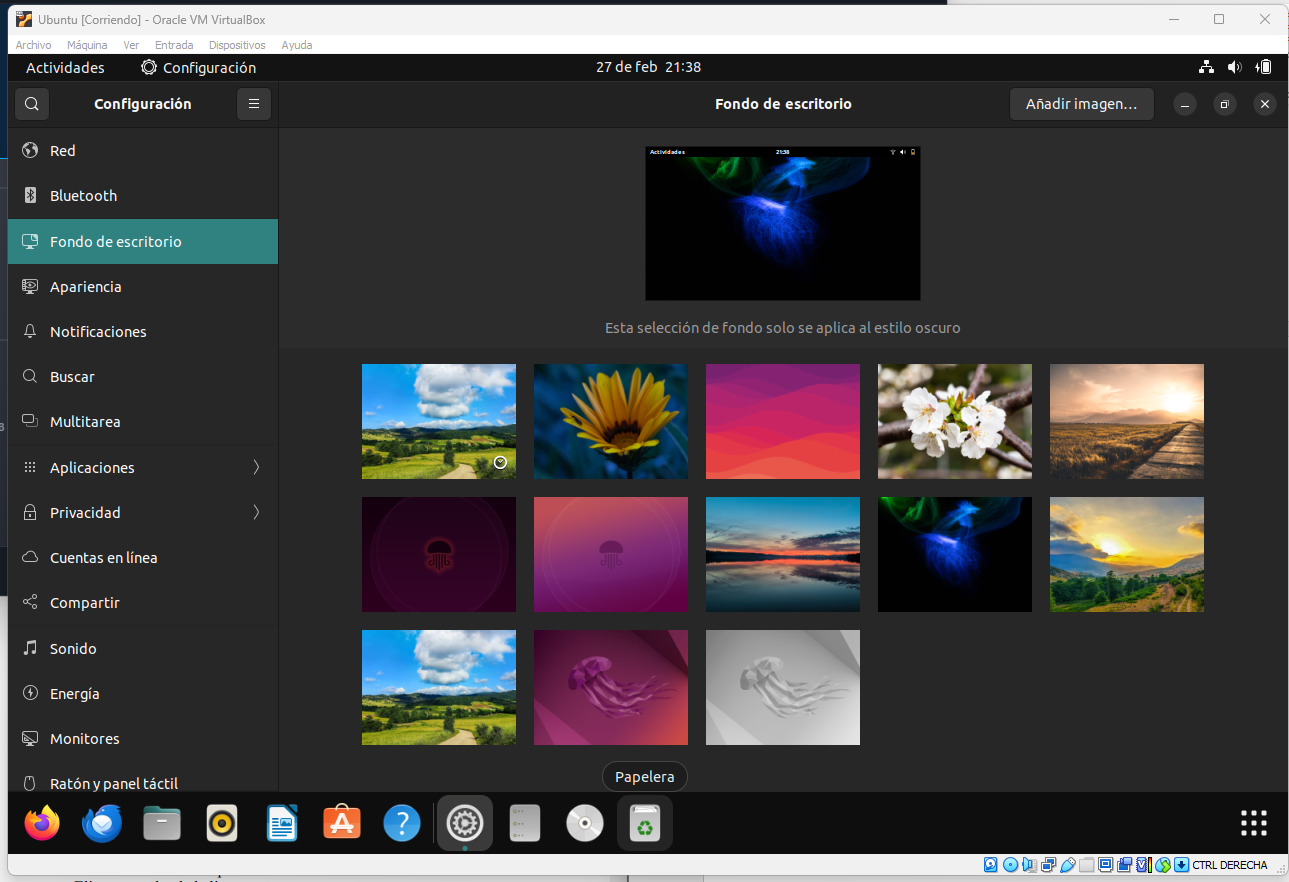 Ubuntu [Corriendo] - Oracle VM VirtualBox
Archivo Máquina Ver Entrada Dispositivos Ayuda
Actividades Configuración 27 de feb 21:38
Configuración Fondo de escritorio Añadir imagen...
Red
Bluetooth
Fondo de escritorio
Apariencia
Notificaciones
Buscar
Multitarea
Aplicaciones
Privacidad
Cuentas en línea
Compartir
Sonido
Energía
Monitores
Ratón y panel táctil
Actividades 21:38
Esta selección de fondo solo se aplica al estilo oscuro
Papelera
CTRL DERECHA